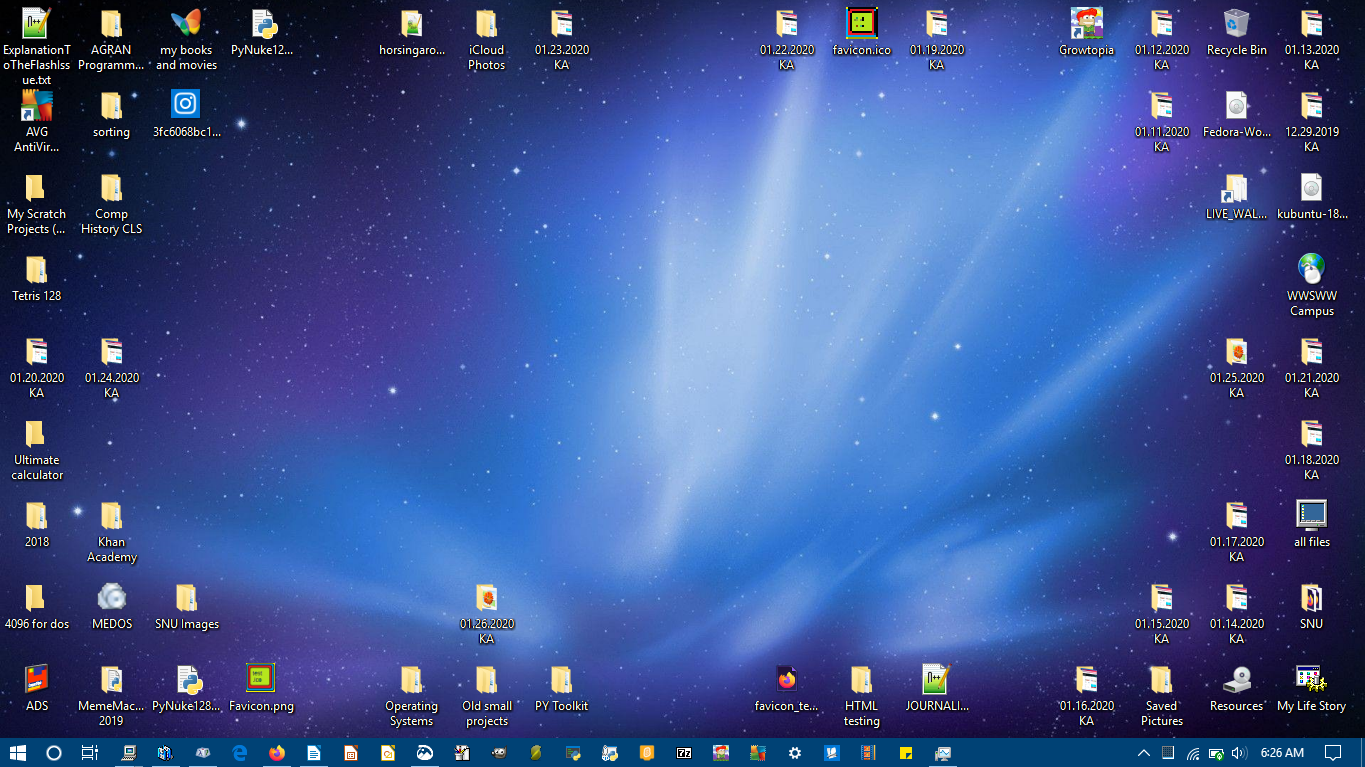 ExplanationT
oTheFlashIss
ue.txt
AGRAN
Programm...
my books
and movies
PyNuke12...
horsingaro...
iCloud
Photos
01.23.2020
KA
01.22.2020
KA
favicon.ico
01.19.2020
KA
Growtopia
01.12.2020
KA
Recycle Bin
01.13.2020
KA
AVG
AntiVir...
sorting
3fc6068bc1...
01.11.2020
KA
Fedora-Wo...
12.29.2019
KA
My Scratch
Projects (...
Comp
History CLS
LIVE_WAL...
kubuntu-18...
Tetris 128
WWSWW
Campus
01.20.2020
KA
01.24.2020
KA
01.25.2020
KA
01.21.2020
KA
Ultimate
calculator
01.18.2020
KA
2018
Khan
Academy
01.17.2020
KA
all files
4096 for dos
MEDOS
SNU Images
01.26.2020
KA
01.15.2020
KA
01.14.2020
KA
SNU
ADS
MemeMac...
2019
PyNuke128...
Favicon.png
Operating
Systems
Old small
projects
PY Toolkit
favicon_te...
HTML
testing
JOURNALI...
01.16.2020
KA
Saved
Pictures
Resources
My Life Story
6:26 AM